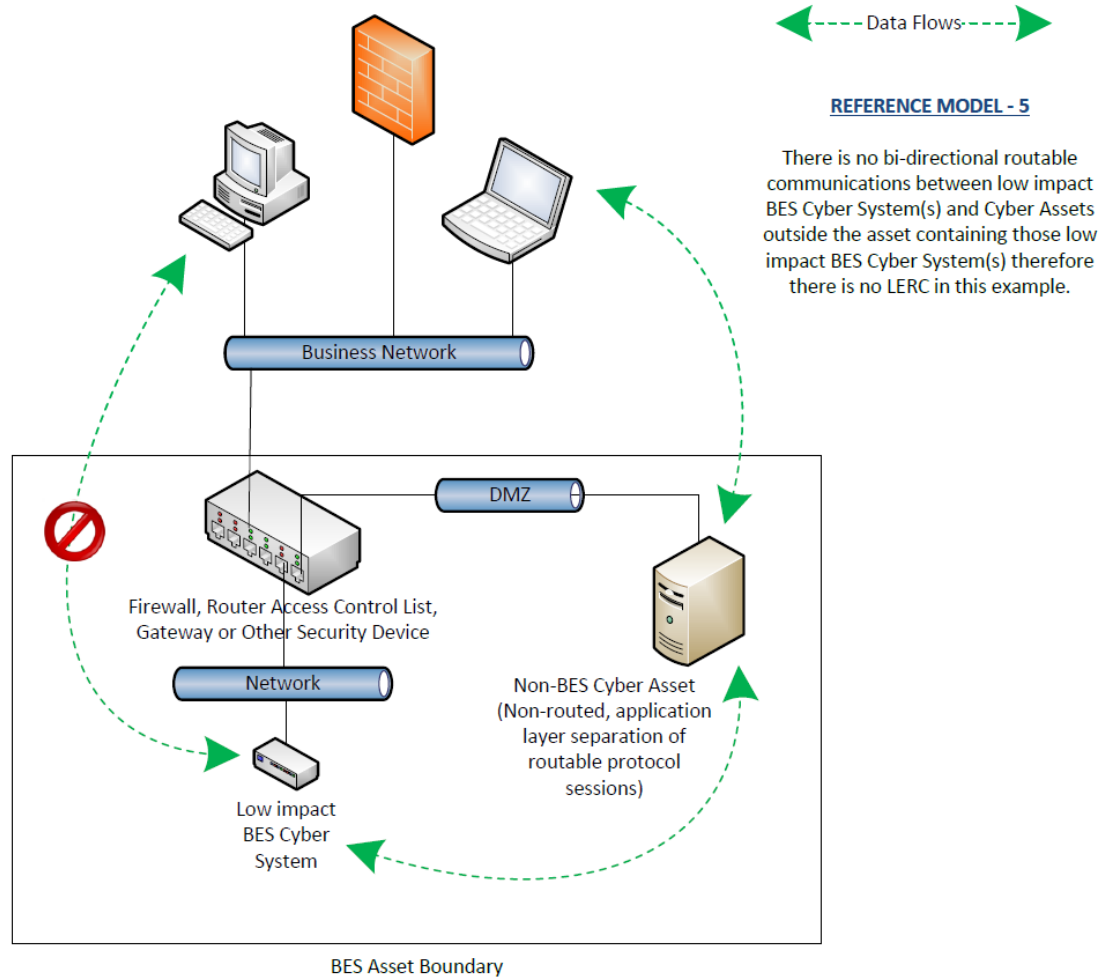 Data Flows
REFERENCE MODEL - 5
There is no bi-directional routable
communications between low impact
BES Cyber System(s) and Cyber Assets
outside the asset containing those low
impact BES Cyber System(s) therefore
there is no LERC in this example.
Business Network
DMZ
Firewall, Router Access Control List,
Gateway or Other Security Device
Network
Non-BES Cyber Asset
(Non-routed, application
layer separation of
routable protocol
sessions)
Low impact
BES Cyber
System
BES Asset Boundary